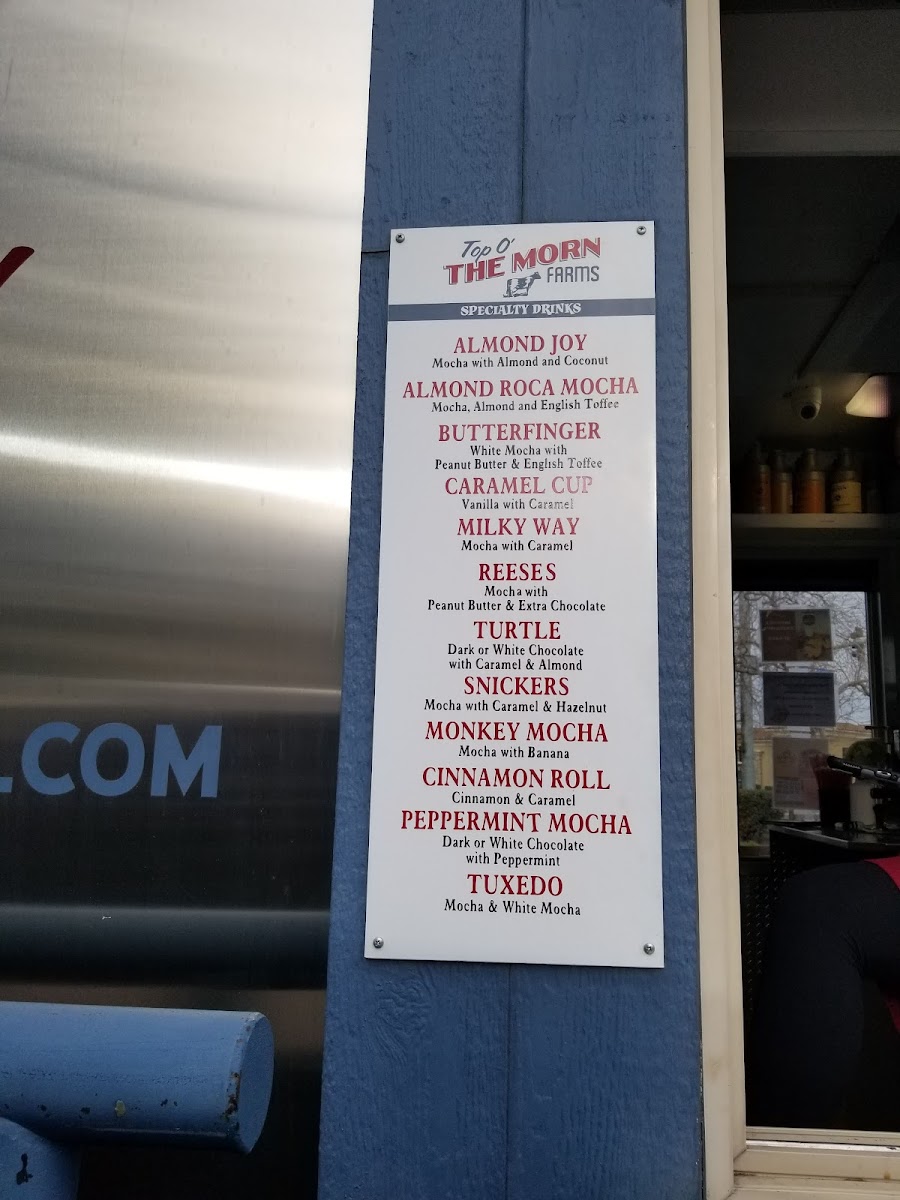 Top O'
THE MORN
FARMS
SPECIALTY DRINKS
ALMOND JOY
Mocha with Almond and Coconut
ALMOND ROCA MOCHA
Mocha, Almond and English Toffee
BUTTERFINGER
White Mocha with
Peanut Butter & English Toffee
CARAMEL CUP
Vanilla with Caramel
MILKY WAY
Mocha with Caramel
REESES
Mocha with
Peanut Butter & Extra Chocolate
TURTLE
Dark or White Chocolate
with Caramel & Almond
SNICKERS
Mocha with Caramel & Hazelnut
MONKEY MOCHA
Mocha with Banana
CINNAMON ROLL
Cinnamon & Caramel
PEPPERMINT MOCHA
Dark or White Chocolate
with Peppermint
TUXEDO
Mocha & White Mocha
.COM